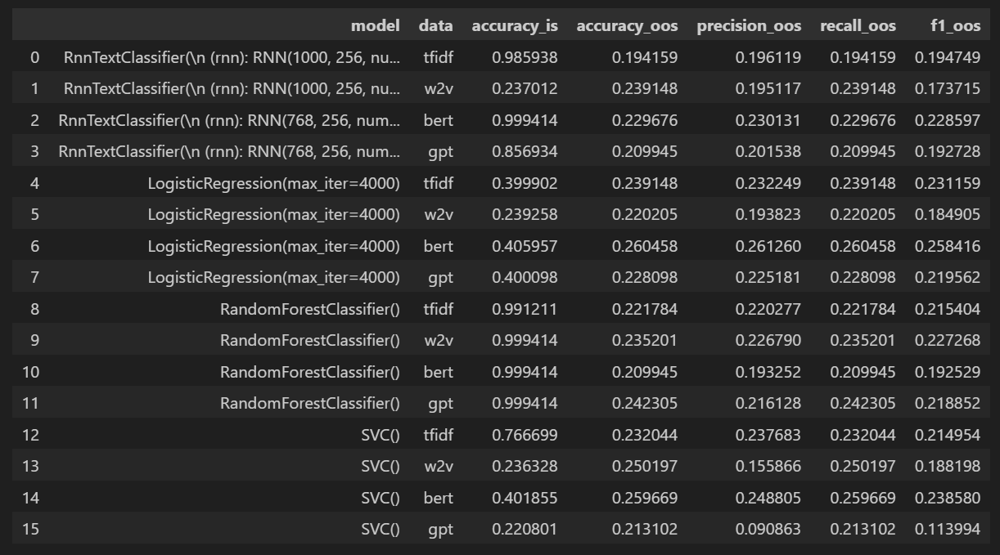 model data accuracy_is accuracy_oos precision_oos recall_oos f1_oos
0 RnnTextClassifier(\n (rnn): RNN(1000, 256, nu... tfidf 0.985938 0.194159 0.196119 0.194159 0.194749
1 RnnTextClassifier(\n (rnn): RNN(1000, 256, nu... w2v 0.237012 0.239148 0.195117 0.239148 0.173715
2 RnnTextClassifier(\n (rnn): RNN(768, 256, num... bert 0.999414 0.229676 0.230131 0.229676 0.228597
3 RnnTextClassifier(\n (rnn): RNN(768, 256, num... gpt 0.856934 0.209945 0.201538 0.209945 0.192728
4 LogisticRegression(max_iter=4000) tfidf 0.399902 0.239148 0.232249 0.239148 0.231159
5 LogisticRegression(max_iter=4000) w2v 0.239258 0.220205 0.193823 0.220205 0.184905
6 LogisticRegression(max_iter=4000) bert 0.405957 0.260458 0.261260 0.260458 0.258416
7 LogisticRegression(max_iter=4000) gpt 0.400098 0.228098 0.225181 0.228098 0.219562
8 RandomForestClassifier() tfidf 0.991211 0.221784 0.220277 0.221784 0.215404
9 RandomForestClassifier() w2v 0.999414 0.235201 0.226790 0.235201 0.227268
10 RandomForestClassifier() bert 0.999414 0.209945 0.193252 0.209945 0.192529
11 RandomForestClassifier() gpt 0.999414 0.242305 0.216128 0.242305 0.218852
12 SVC() tfidf 0.766699 0.232044 0.237683 0.232044 0.214954
13 SVC() w2v 0.236328 0.250197 0.155866 0.250197 0.188198
14 SVC() bert 0.401855 0.259669 0.248805 0.259669 0.238580
15 SVC() gpt 0.220801 0.213102 0.090863 0.213102 0.113994